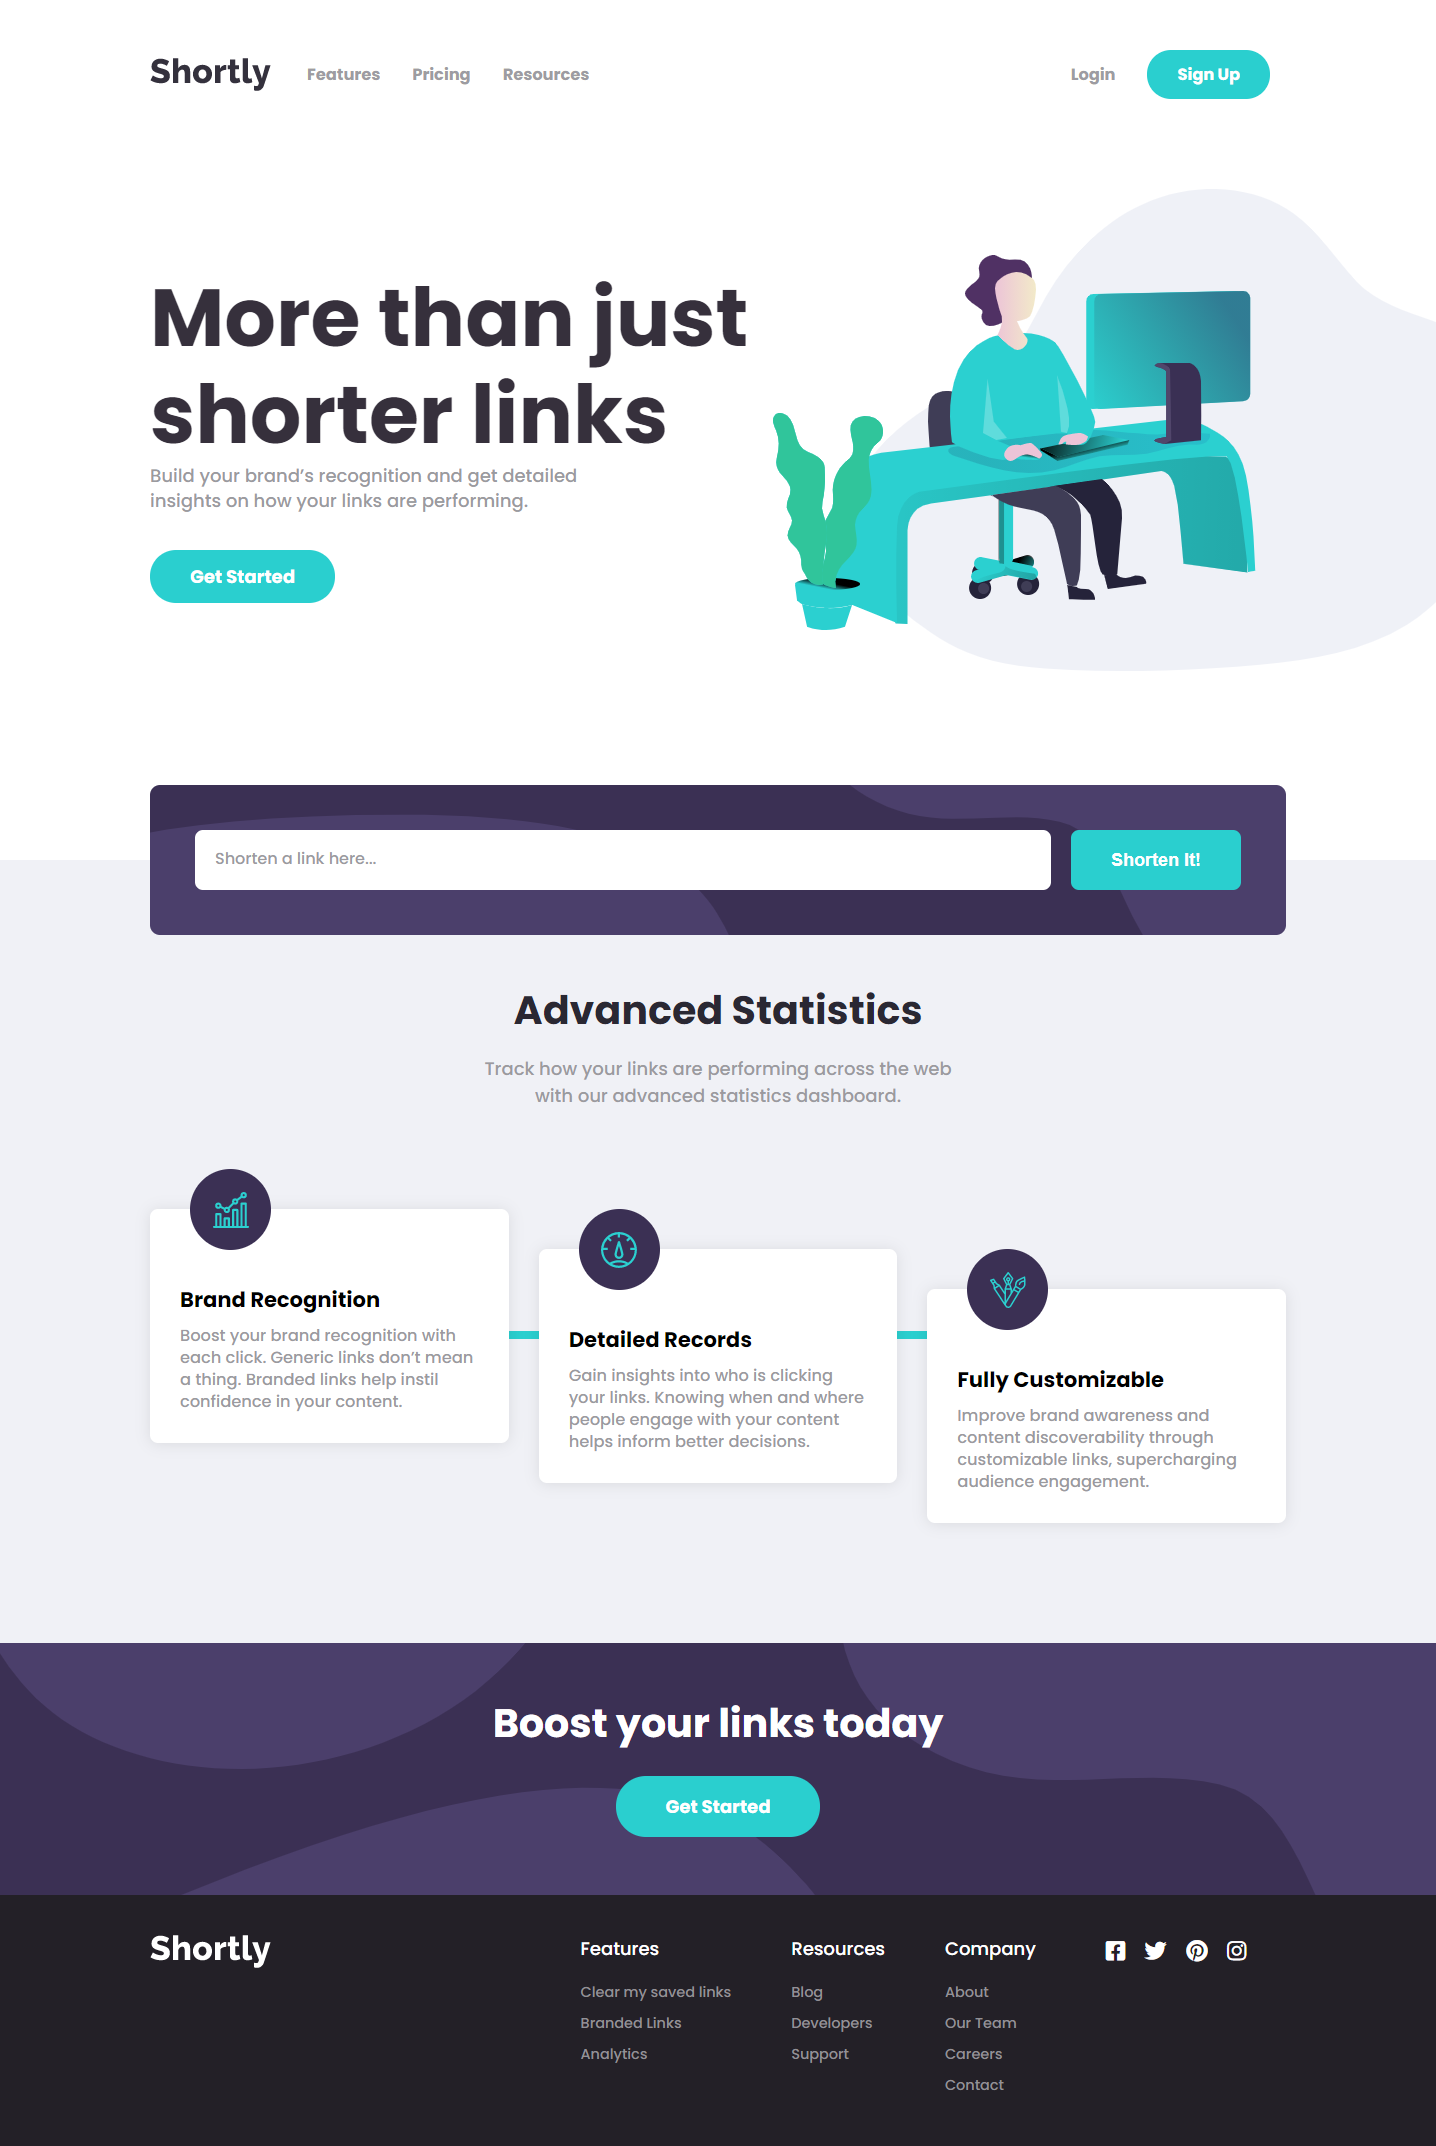 Shortly Features Pricing Resources Login Sign Up
More than just
shorter links
Build your brand’s recognition and get detailed
insights on how your links are performing.
Get Started
Shorten a link here... Shorten It!
Advanced Statistics
Track how your links are performing across the web
with our advanced statistics dashboard.
Brand Recognition
Boost your brand recognition with
each click. Generic links don’t mean
a thing. Branded links help instil
confidence in your content.
Detailed Records
Gain insights into who is clicking
your links. Knowing when and where
people engage with your content
helps inform better decisions.
Fully Customizable
Improve brand awareness and
content discoverability through
customizable links, supercharging
audience engagement.
Boost your links today
Get Started
Shortly
Features
Clear my saved links
Branded Links
Analytics
Resources
Blog
Developers
Support
Company
About
Our Team
Careers
Contact